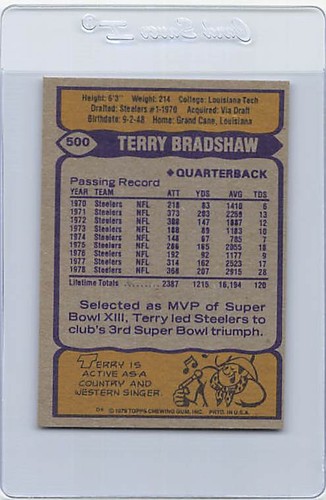 Height: 6'3" Weight: 214 College: Louisiana Tech
Drafted: Steelers #1-1970 Acquired: Via Draft
Birthdate: 9-2-48 Home: Grand Cane, Louisiana
500 TERRY BRADSHAW
QUARTERBACK
Passing Record
YEAR TEAM ATT YDS AVG TDS
1970 Steelers NFL 218 83 1410 6
1971 Steelers NFL 373 203 2259 13
1972 Steelers NFL 308 147 1887 12
1973 Steelers NFL 180 89 1183 10
1974 Steelers NFL 148 67 785 7
1975 Steelers NFL 286 165 2055 18
1976 Steelers NFL 192 92 1177 9
1977 Steelers NFL 314 162 2523 17
1978 Steelers NFL 368 207 2915 28
Lifetime Totals 2387 1215 16,194 120
Selected as MVP of Super
Bowl XIII, Terry led Steelers to
club's 3rd Super Bowl triumph.
TERRY IS
ACTIVE AS A
COUNTRY AND
WESTERN SINGER.
© 1979 TOPPS CHEWING GUM, INC. PRTD. IN U.S.A.